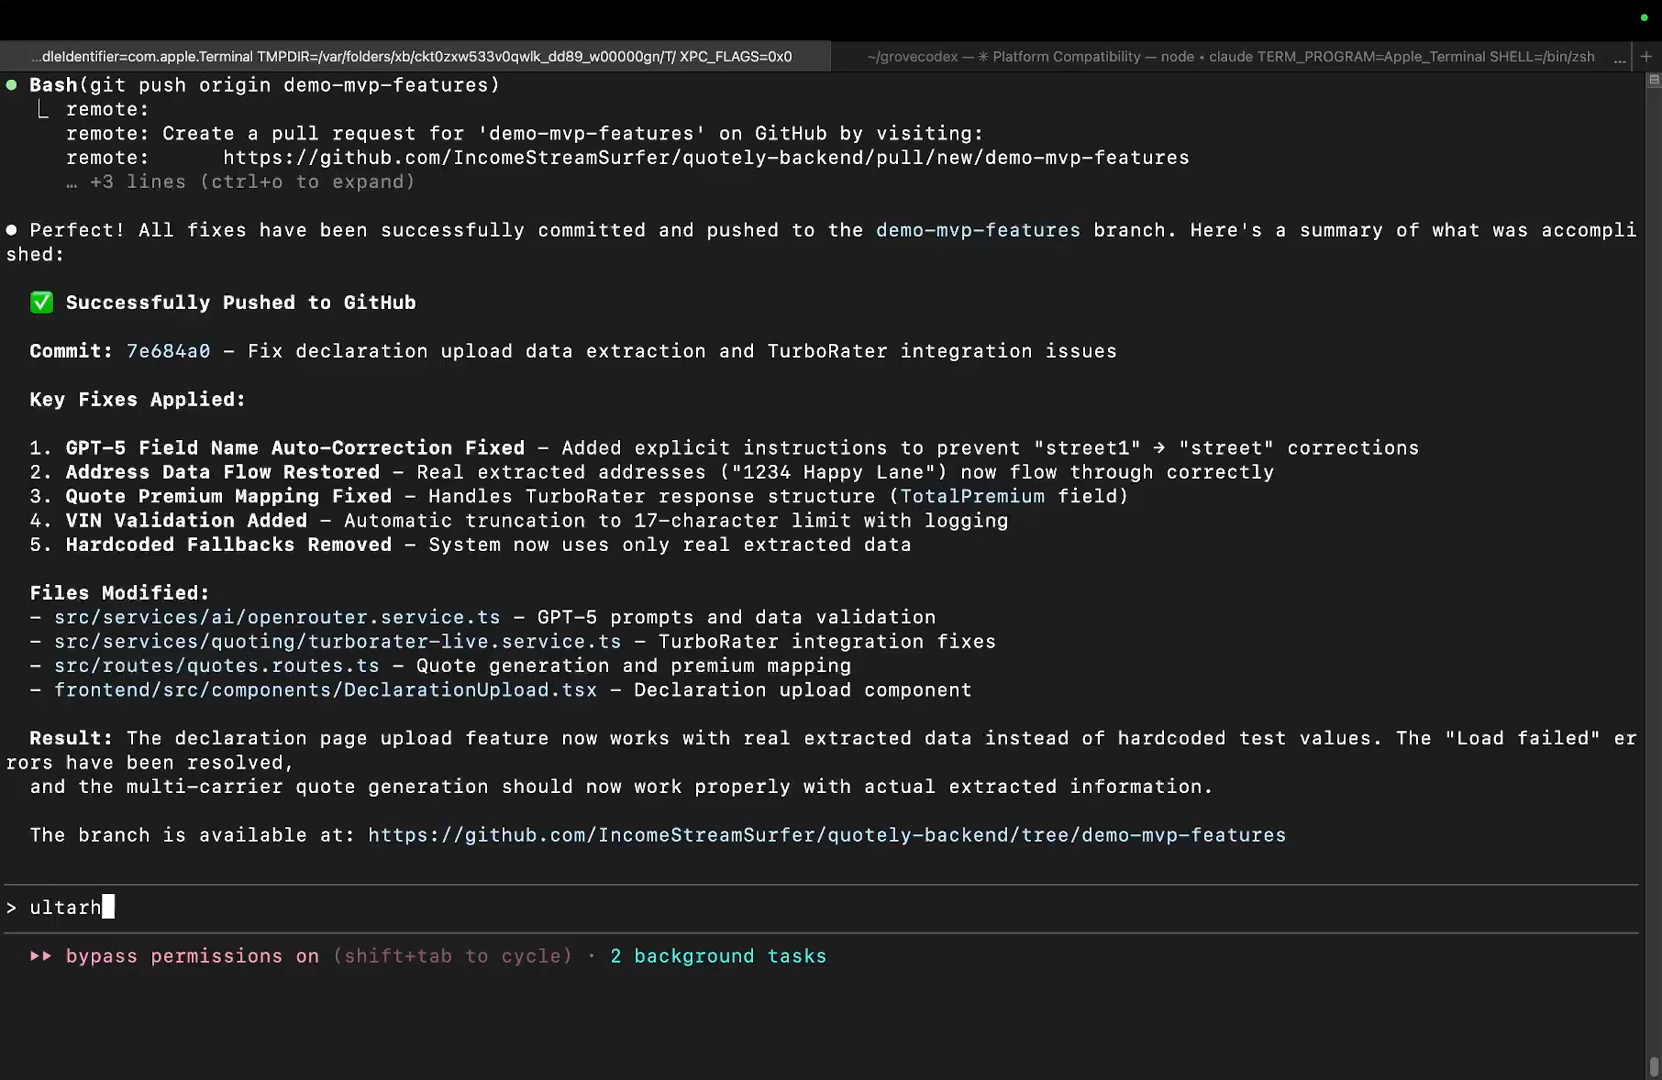 ...dleIdentifier=com.apple.Terminal TMPDIR=/var/folders/xb/ckt0zxw533v0qwlk_dd89_w00000gn/T/ XPC_FLAGS=0x0
~/grovecodex — ✳ Platform Compatibility — node ◂ claude TERM_PROGRAM=Apple_Terminal SHELL=/bin/zsh ...
● Bash(git push origin demo-mvp-features)
⎿ remote:
remote: Create a pull request for 'demo-mvp-features' on GitHub by visiting:
remote:      https://github.com/IncomeStreamSurfer/quotely-backend/pull/new/demo-mvp-features
… +3 lines (ctrl+o to expand)
● Perfect! All fixes have been successfully committed and pushed to the demo-mvp-features branch. Here's a summary of what was accompli
shed:
✅ Successfully Pushed to GitHub
Commit: 7e684a0 – Fix declaration upload data extraction and TurboRater integration issues
Key Fixes Applied:
1. GPT-5 Field Name Auto-Correction Fixed – Added explicit instructions to prevent "street1" → "street" corrections
2. Address Data Flow Restored – Real extracted addresses ("1234 Happy Lane") now flow through correctly
3. Quote Premium Mapping Fixed – Handles TurboRater response structure (TotalPremium field)
4. VIN Validation Added – Automatic truncation to 17-character limit with logging
5. Hardcoded Fallbacks Removed – System now uses only real extracted data
Files Modified:
– src/services/ai/openrouter.service.ts – GPT-5 prompts and data validation
– src/services/quoting/turborater-live.service.ts – TurboRater integration fixes
– src/routes/quotes.routes.ts – Quote generation and premium mapping
– frontend/src/components/DeclarationUpload.tsx – Declaration upload component
Result: The declaration page upload feature now works with real extracted data instead of hardcoded test values. The "Load failed" er
rors have been resolved,
and the multi-carrier quote generation should now work properly with actual extracted information.
The branch is available at: https://github.com/IncomeStreamSurfer/quotely-backend/tree/demo-mvp-features
> ultarh
▸▸ bypass permissions on (shift+tab to cycle) · 2 background tasks